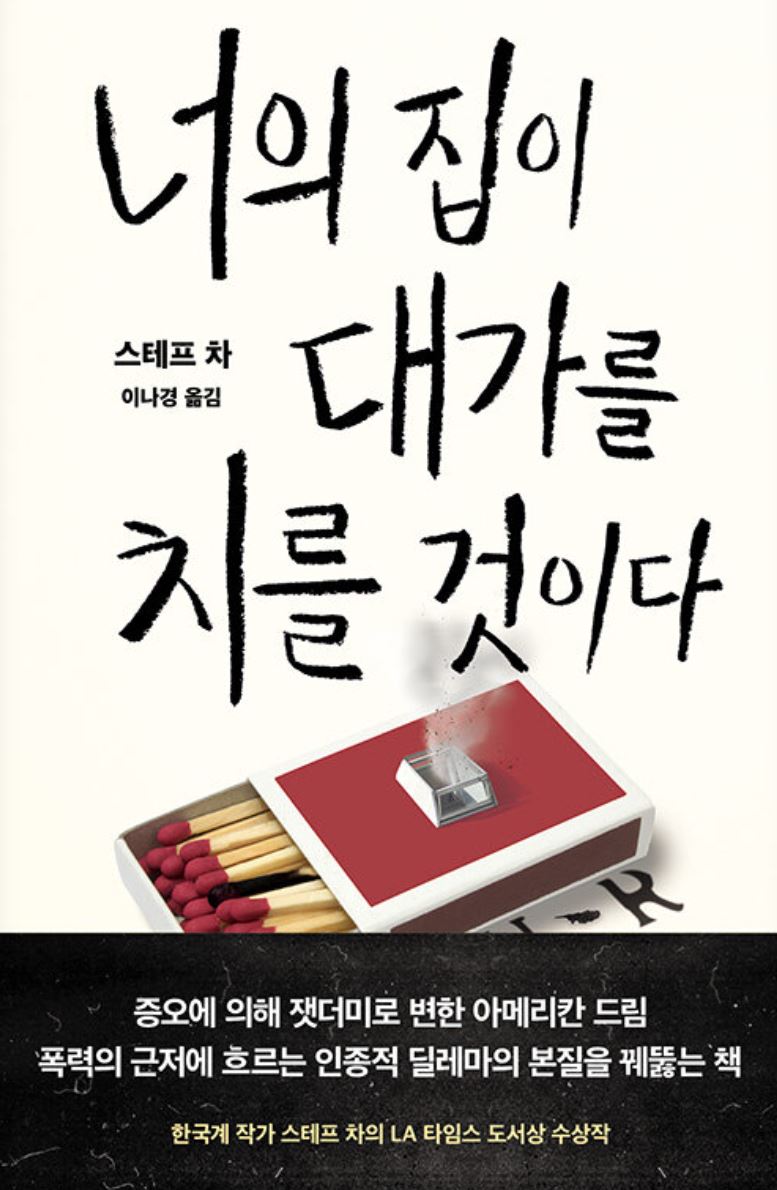 너의 집이
대가를
스테프 차
이나경 옮김
치를 것이다
증오에 의해 잿더미로 변한 아메리칸 드림
폭력의 근저에 흐르는 인종적 딜레마의 본질을 꿰뚫는 책
한국계 작가 스테프 차의 LA 타임스 도서상 수상작